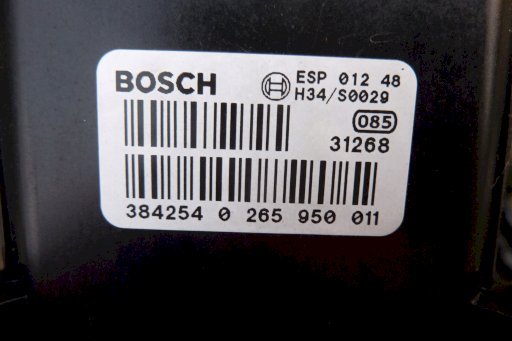 BOSCH
ESP 012 48
H34/S0029
085
31268
384254 0 265 950 011